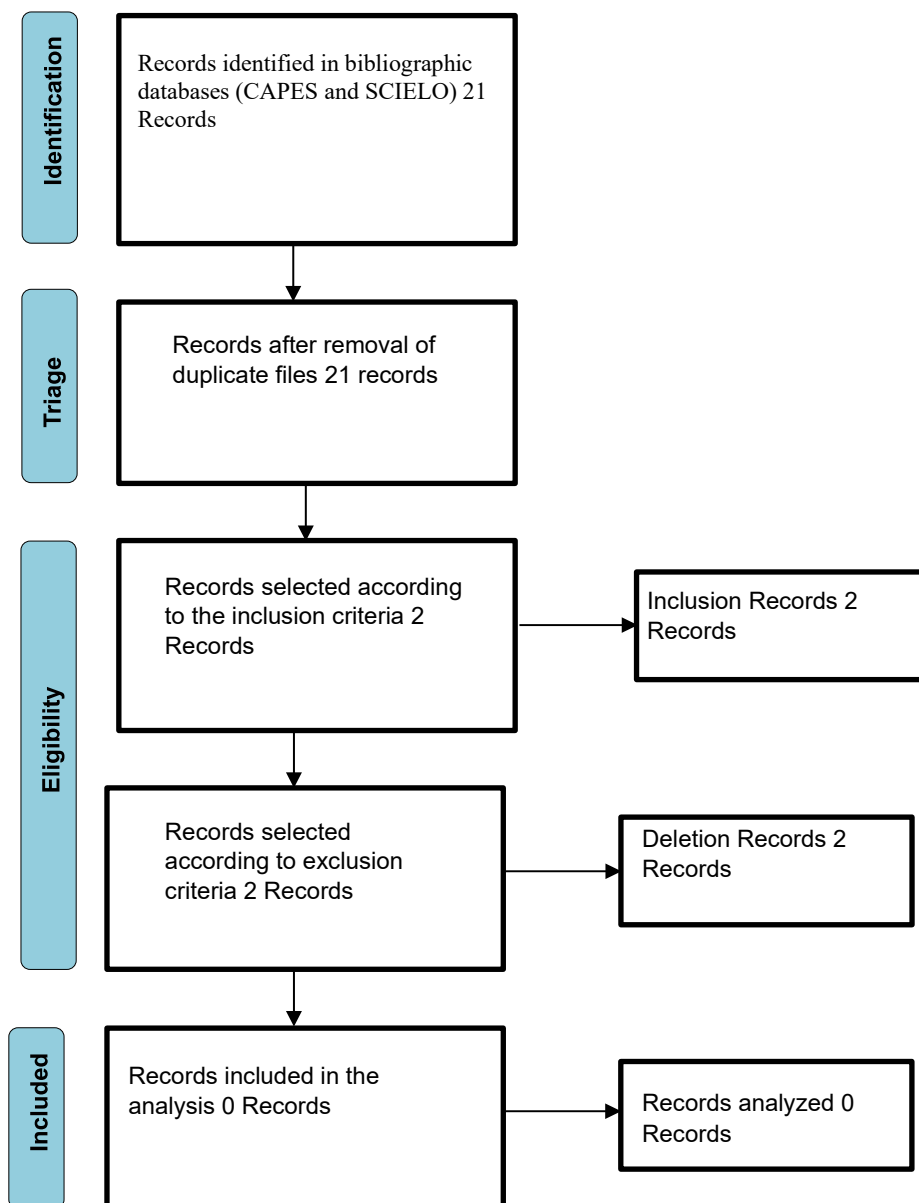 Identification
Records identified in bibliographic
databases (CAPES and SCIELO) 21
Records
Triage
Records after removal of
duplicate files 21 records
Eligibility
Records selected according
to the inclusion criteria 2
Records
Inclusion Records 2
Records
Records selected
according to exclusion
criteria 2 Records
Deletion Records 2
Records
Included
Records included in the
analysis 0 Records
Records analyzed 0
Records